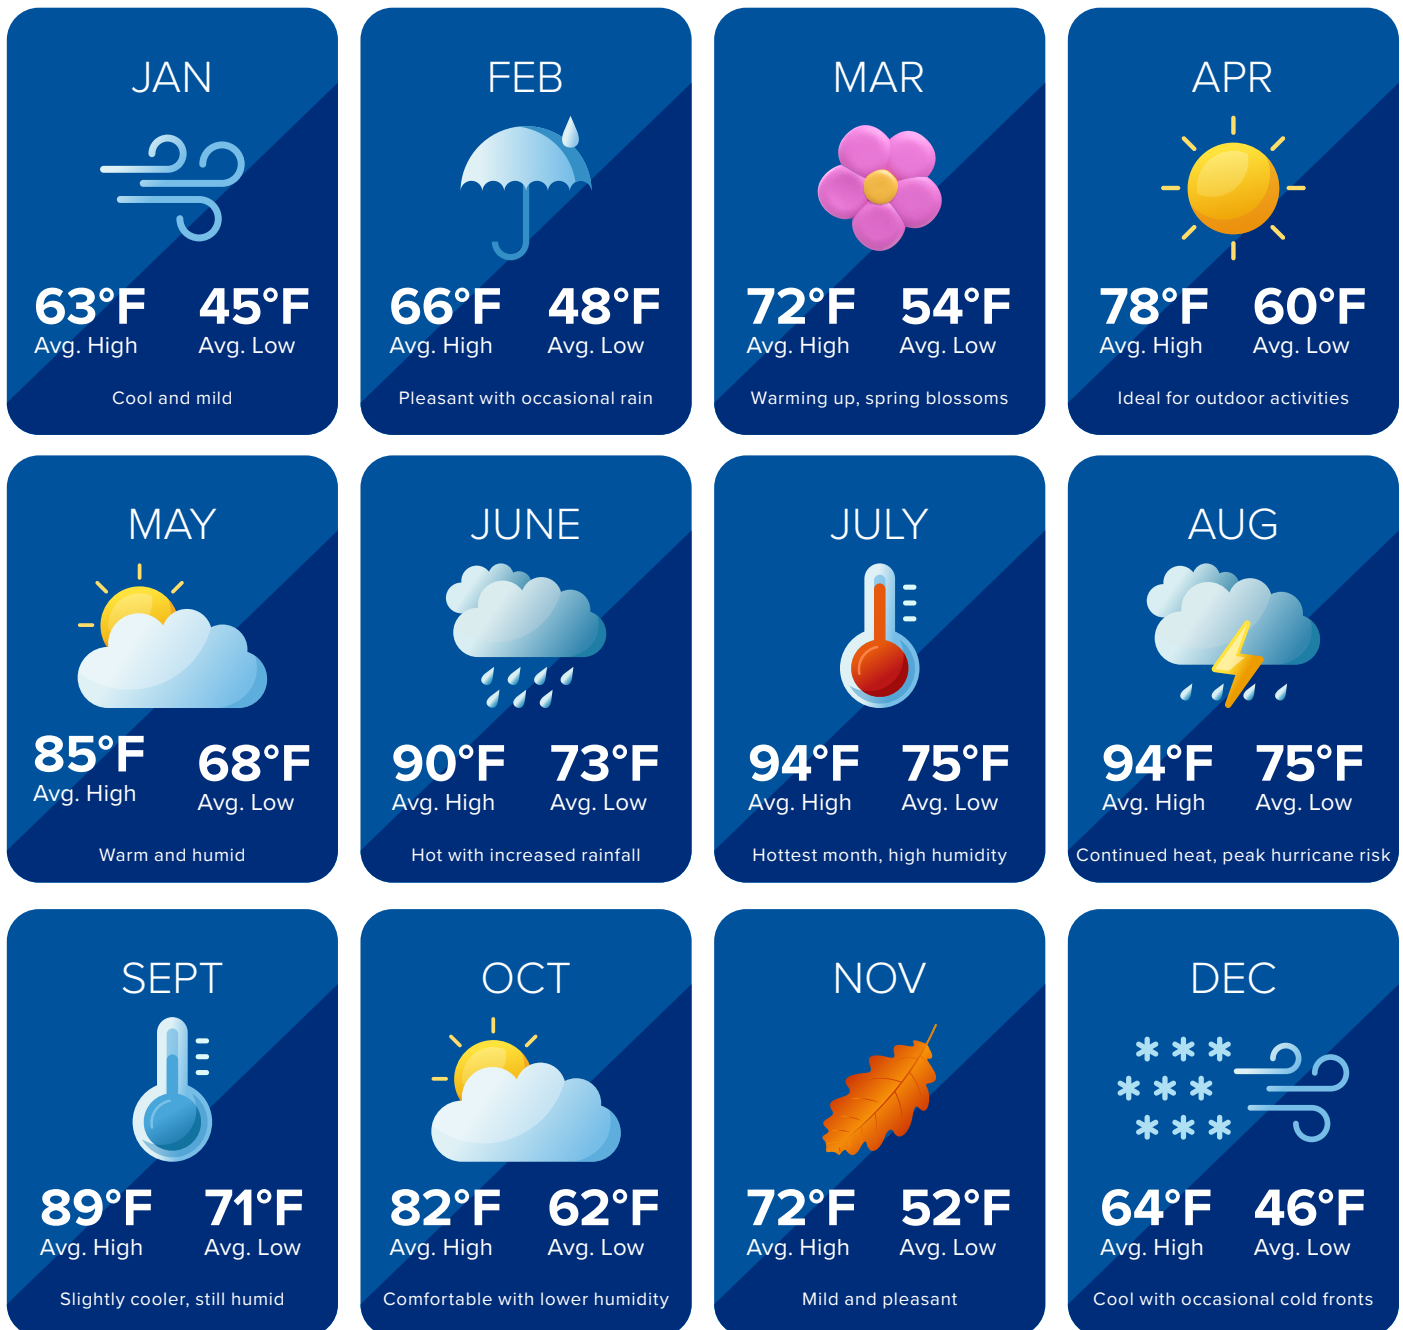 JAN
63°F 45°F
Avg. High Avg. Low
Cool and mild
FEB
66°F 48°F
Avg. High Avg. Low
Pleasant with occasional rain
MAR
72°F 54°F
Avg. High Avg. Low
Warming up, spring blossoms
APR
78°F 60°F
Avg. High Avg. Low
Ideal for outdoor activities
MAY
85°F 68°F
Avg. High Avg. Low
Warm and humid
JUNE
90°F 73°F
Avg. High Avg. Low
Hot with increased rainfall
JULY
94°F 75°F
Avg. High Avg. Low
Hottest month, high humidity
AUG
94°F 75°F
Avg. High Avg. Low
Continued heat, peak hurricane risk
SEPT
89°F 71°F
Avg. High Avg. Low
Slightly cooler, still humid
OCT
82°F 62°F
Avg. High Avg. Low
Comfortable with lower humidity
NOV
72°F 52°F
Avg. High Avg. Low
Mild and pleasant
DEC
64°F 46°F
Avg. High Avg. Low
Cool with occasional cold fronts